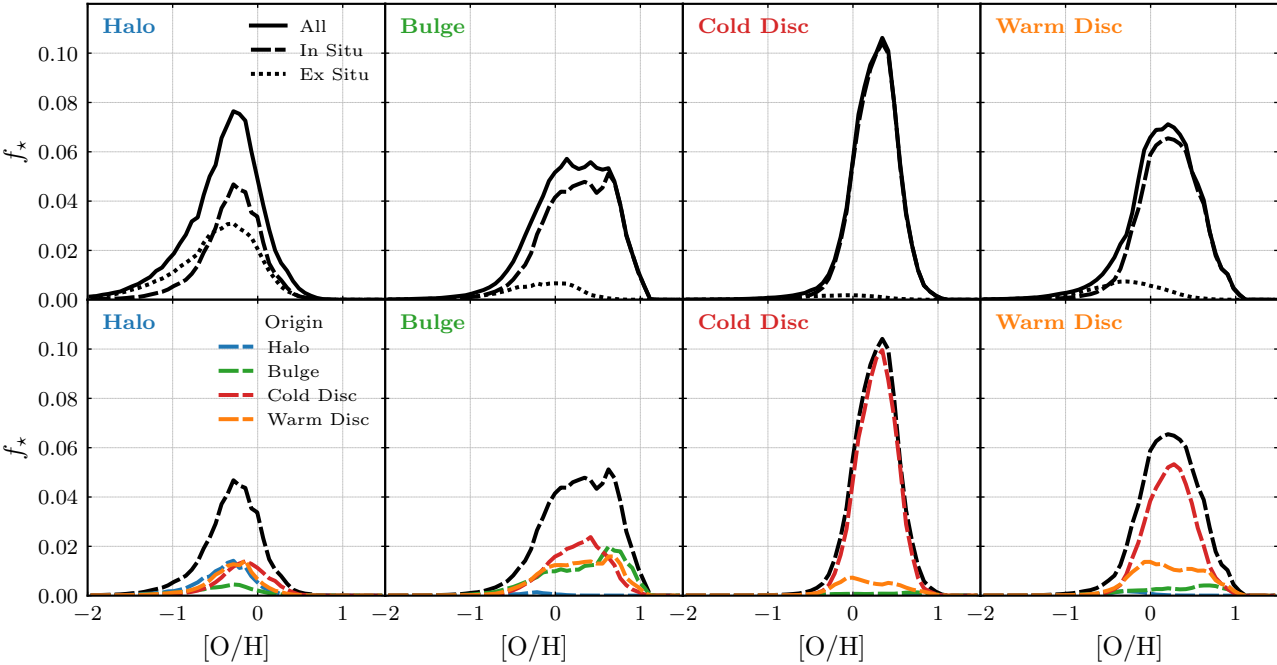 Halo
All
In Situ
Ex Situ
Bulge
Cold Disc
Warm Disc
0.10
0.08
0.06
0.04
0.02
0.00
f⋆
Halo
Origin
Halo
Bulge
Cold Disc
Warm Disc
Bulge
Cold Disc
Warm Disc
0.10
0.08
0.06
0.04
0.02
0.00
f⋆
−2 −1 0 1 −2 −1 0 1 −2 −1 0 1 −2 −1 0 1
[O/H] [O/H] [O/H] [O/H]